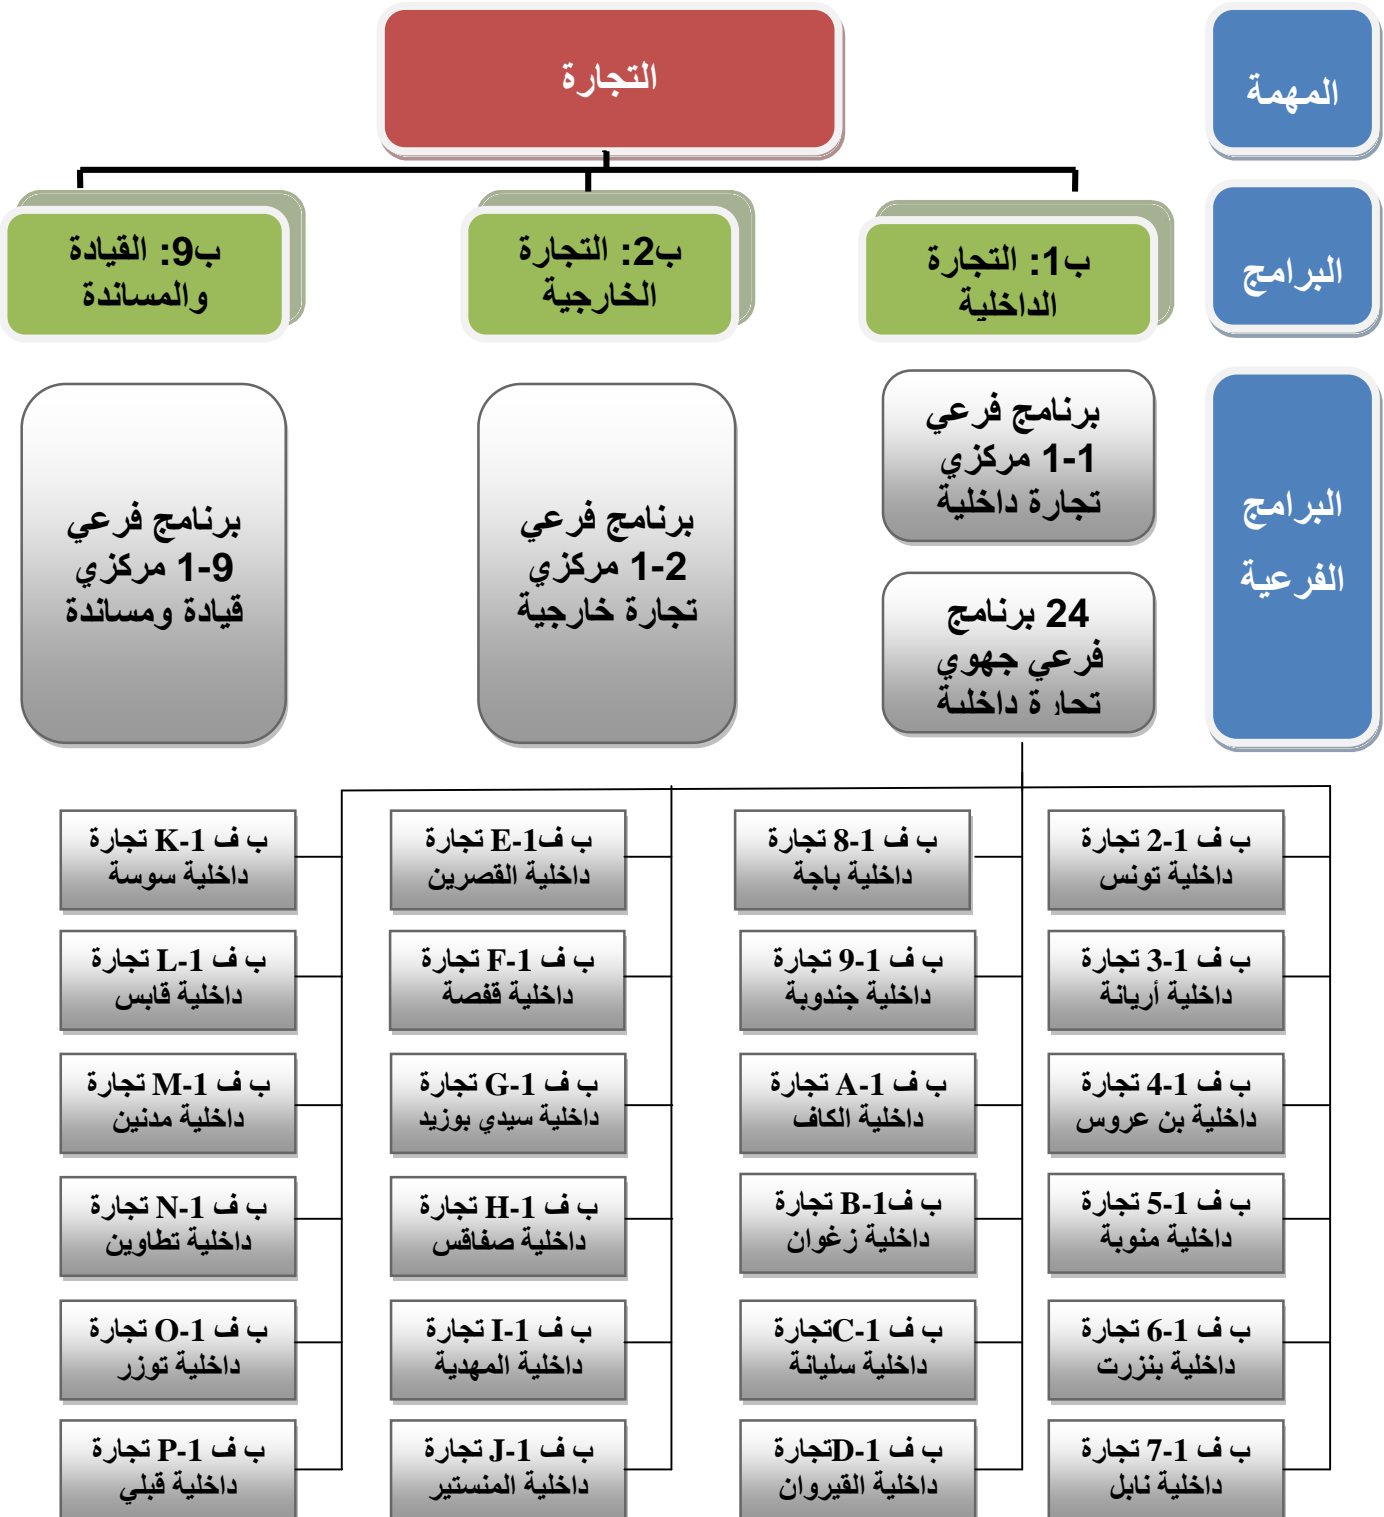 المهمة
التجارة
البرامج
ب1: التجارة
الداخلية
ب2: التجارة
الخارجية
ب9: القيادة
والمساندة
البرامج
الفرعية
برنامج فرعي
1-1 مركزي
تجارة داخلية
24 برنامج
فرعي جهوي
تجارة داخلية
برنامج فرعي
1-2 مركزي
تجارة خارجية
برنامج فرعي
1-9 مركزي
قيادة ومساندة
ب ف 1-2 تجارة
داخلية تونس
ب ف 1-8 تجارة
داخلية باجة
ب ف1-E تجارة
داخلية القصرين
ب ف 1-K تجارة
داخلية سوسة
ب ف 1-3 تجارة
داخلية أريانة
ب ف 1-9 تجارة
داخلية جندوبة
ب ف 1-F تجارة
داخلية قفصة
ب ف 1-L تجارة
داخلية قابس
ب ف 1-4 تجارة
داخلية بن عروس
ب ف 1-A تجارة
داخلية الكاف
ب ف 1-G تجارة
داخلية سيدي بوزيد
ب ف 1-M تجارة
داخلية مدنين
ب ف 1-5 تجارة
داخلية منوبة
ب ف1-B تجارة
داخلية زغوان
ب ف 1-H تجارة
داخلية صفاقس
ب ف 1-N تجارة
داخلية تطاوين
ب ف 1-6 تجارة
داخلية بنزرت
ب ف 1-Cتجارة
داخلية سليانة
ب ف 1-I تجارة
داخلية المهدية
ب ف 1-O تجارة
داخلية توزر
ب ف 1-7 تجارة
داخلية نابل
ب ف 1-Dتجارة
داخلية القيروان
ب ف 1-J تجارة
داخلية المنستير
ب ف 1-P تجارة
داخلية قبلي